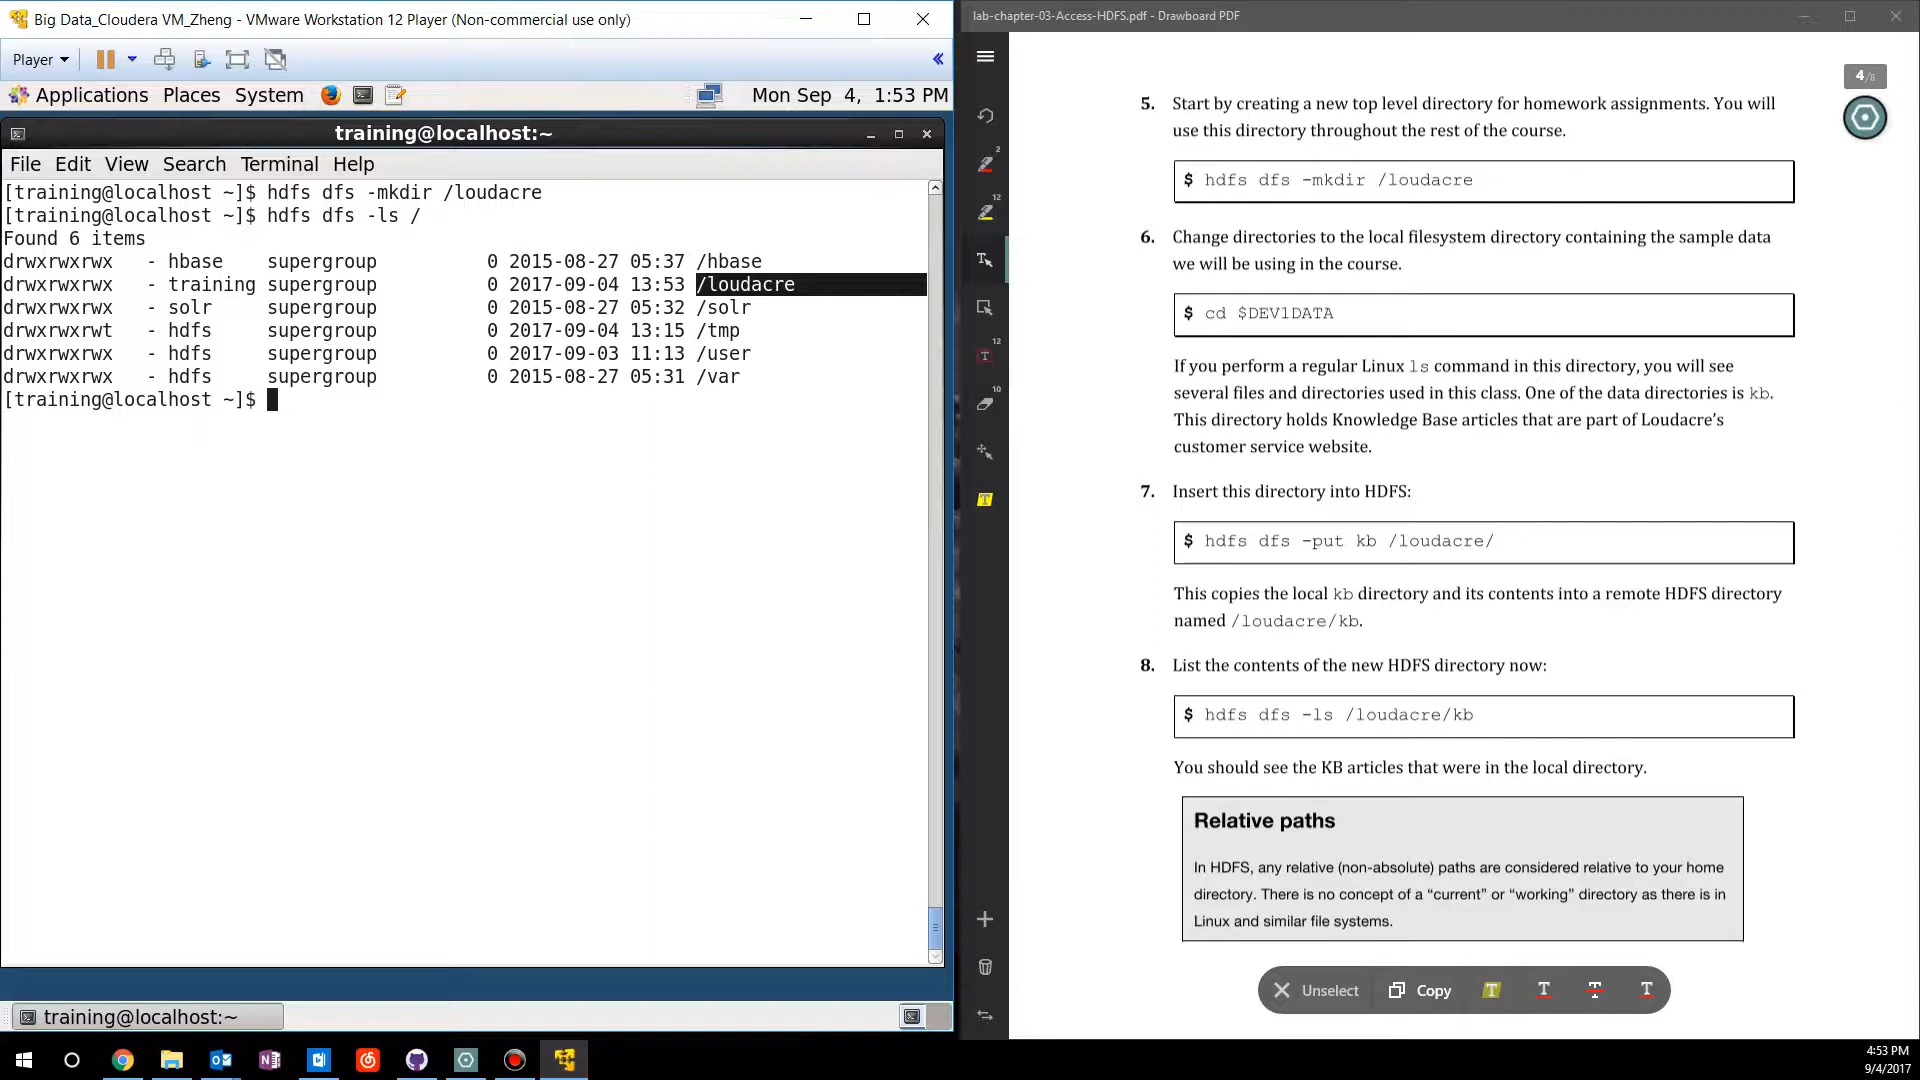 Big Data_Cloudera VM_Zheng - VMware Workstation 12 Player (Non-commercial use only)
Player
Applications Places System Mon Sep 4, 1:53 PM
training@localhost:~
File Edit View Search Terminal Help
[training@localhost ~]$ hdfs dfs -mkdir /loudacre
[training@localhost ~]$ hdfs dfs -ls /
Found 6 items
drwxrwxrwx - hbase supergroup 0 2015-08-27 05:37 /hbase
drwxrwxrwx - training supergroup 0 2017-09-04 13:53 /loudacre
drwxrwxrwx - solr supergroup 0 2015-08-27 05:32 /solr
drwxrwxrwt - hdfs supergroup 0 2017-09-04 13:15 /tmp
drwxrwxrwx - hdfs supergroup 0 2017-09-03 11:13 /user
drwxrwxrwx - hdfs supergroup 0 2015-08-27 05:31 /var
[training@localhost ~]$
training@localhost:~
lab-chapter-03-Access-HDFS.pdf - Drawboard PDF
2
12
12
10
4/8
5. Start by creating a new top level directory for homework assignments. You will
use this directory throughout the rest of the course.
$ hdfs dfs -mkdir /loudacre
6. Change directories to the local filesystem directory containing the sample data
we will be using in the course.
$ cd $DEV1DATA
If you perform a regular Linux ls command in this directory, you will see
several files and directories used in this class. One of the data directories is kb.
This directory holds Knowledge Base articles that are part of Loudacre's
customer service website.
7. Insert this directory into HDFS:
$ hdfs dfs -put kb /loudacre/
This copies the local kb directory and its contents into a remote HDFS directory
named /loudacre/kb.
8. List the contents of the new HDFS directory now:
$ hdfs dfs -ls /loudacre/kb
You should see the KB articles that were in the local directory.
Relative paths
In HDFS, any relative (non-absolute) paths are considered relative to your home
directory. There is no concept of a "current" or "working" directory as there is in
Linux and similar file systems.
Unselect Copy T T T T
4:53 PM
9/4/2017